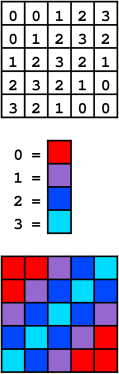 0 0 1 2 3
0 1 2 3 2
1 2 3 2 1
2 3 2 1 0
3 2 1 0 0
0 =
1 =
2 =
3 =